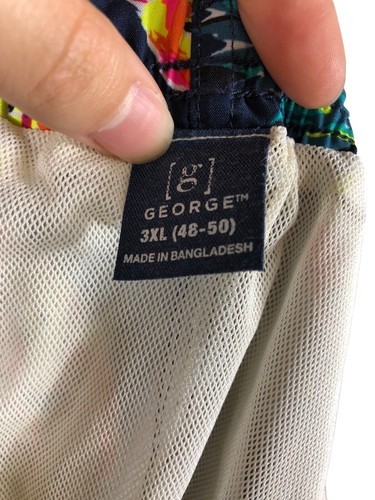 [g]
GEORGE™
3XL (48-50)
MADE IN BANGLADESH